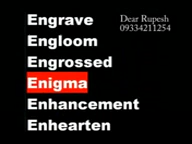 Engrave
Dear Rupesh
09334211254
Engloom
Engrossed
Enigma
Enhancement
Enhearten